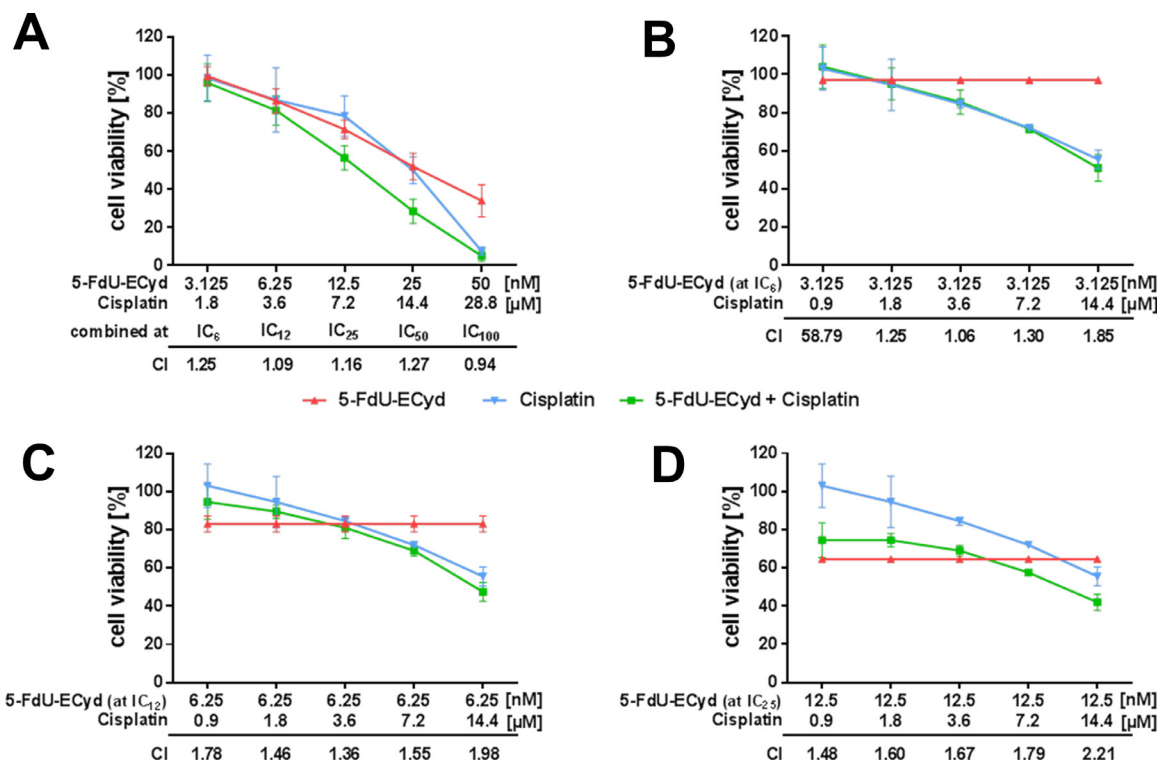 A
B
120
100
80
60
40
20
0
cell viability [%]
5-FdU-ECyd 3.125 6.25 12.5 25 50 [nM]
Cisplatin 1.8 3.6 7.2 14.4 28.8 [µM]
combined at IC6 IC12 IC25 IC50 IC100
CI 1.25 1.09 1.16 1.27 0.94
120
100
80
60
40
20
0
cell viability [%]
5-FdU-ECyd (at IC6) 3.125 3.125 3.125 3.125 3.125 [nM]
Cisplatin 0.9 1.8 3.6 7.2 14.4 [µM]
CI 58.79 1.25 1.06 1.30 1.85
5-FdU-ECyd Cisplatin 5-FdU-ECyd + Cisplatin
C
D
120
100
80
60
40
20
0
cell viability [%]
5-FdU-ECyd (at IC12) 6.25 6.25 6.25 6.25 6.25 [nM]
Cisplatin 0.9 1.8 3.6 7.2 14.4 [µM]
CI 1.78 1.46 1.36 1.55 1.98
120
100
80
60
40
20
0
cell viability [%]
5-FdU-ECyd (at IC25) 12.5 12.5 12.5 12.5 12.5 [nM]
Cisplatin 0.9 1.8 3.6 7.2 14.4 [µM]
CI 1.48 1.60 1.67 1.79 2.21